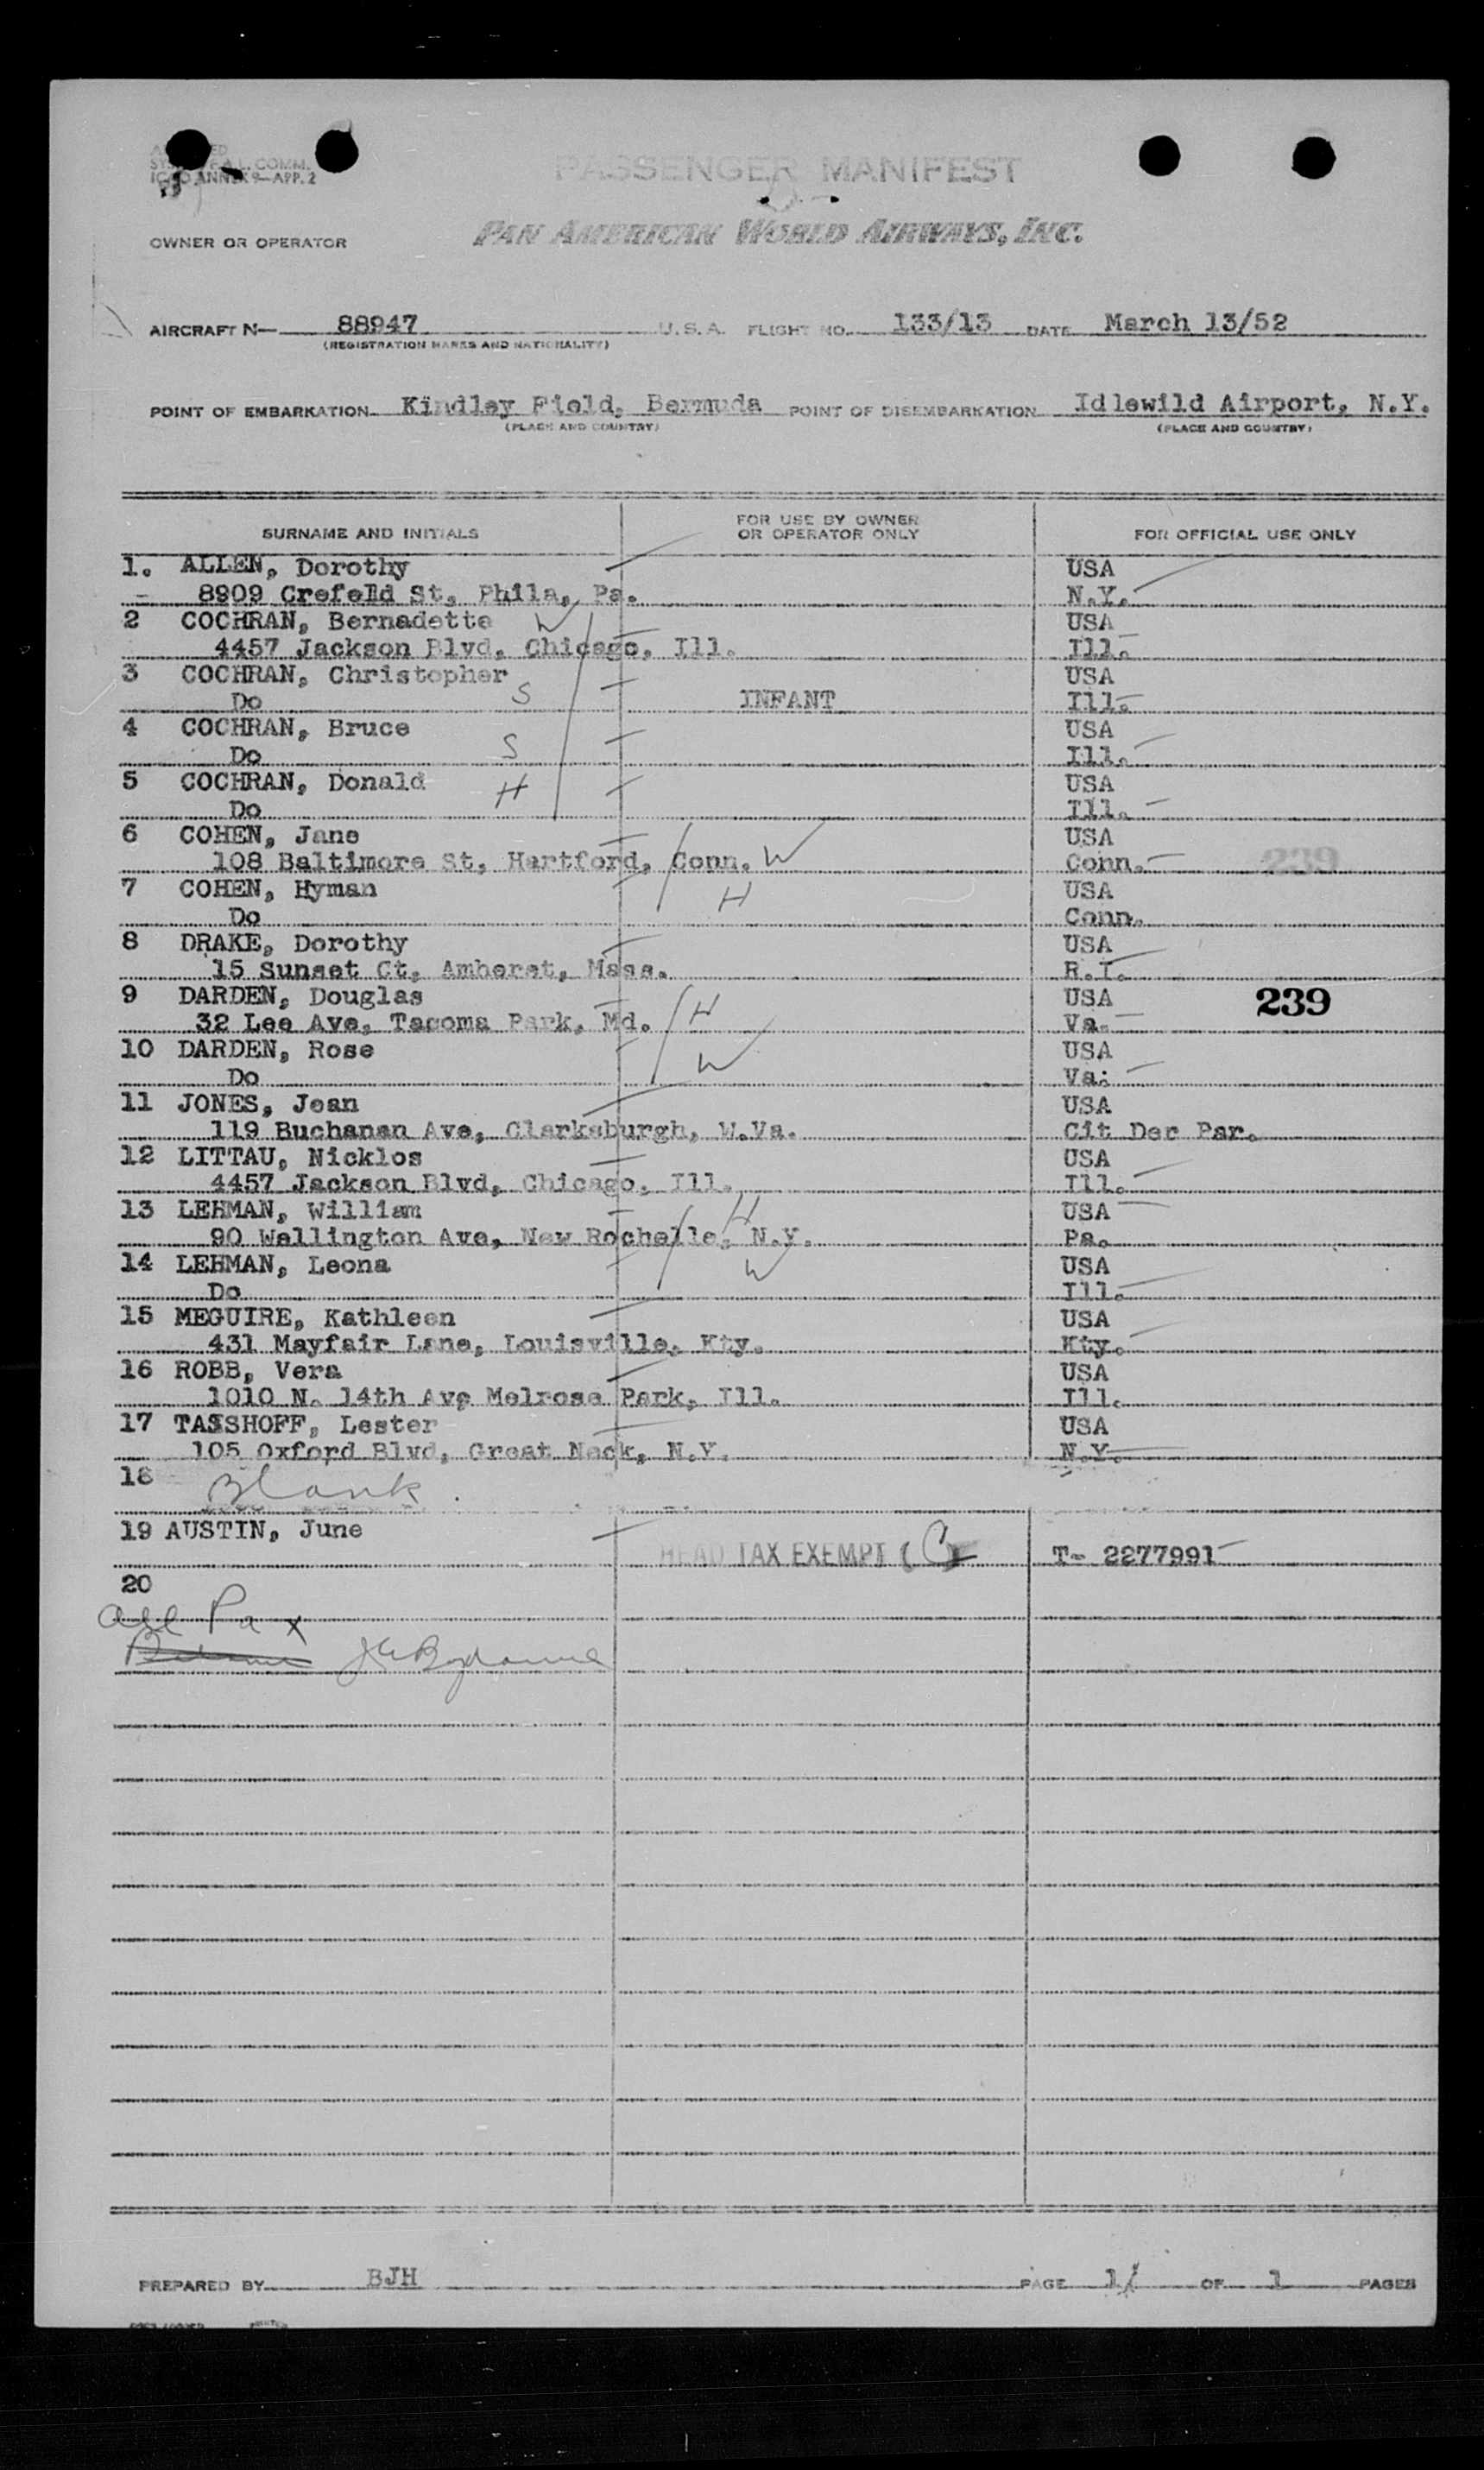 PASSENGER MANIFEST
ICAO ANNEX 9—APP. 2
OWNER OR OPERATOR PAN AMERICAN WORLD AIRWAYS, INC.
AIRCRAFT N— 88947 U.S.A. FLIGHT NO. 133/13 DATE March 13/52
(REGISTRATION MARKS AND NATIONALITY)
POINT OF EMBARKATION Kindley Field, Bermuda POINT OF DISEMBARKATION Idlewild Airport, N.Y.
(PLACE AND COUNTRY) (PLACE AND COUNTRY)
SURNAME AND INITIALS FOR USE BY OWNER OR OPERATOR ONLY FOR OFFICIAL USE ONLY
1. ALLEN, Dorothy USA
8909 Crefeld St, Phila, Pa. N.Y.
2 COCHRAN, Bernadette W USA
4457 Jackson Blvd, Chicago, Ill. Ill.
3 COCHRAN, Christopher USA
Do S INFANT Ill.
4 COCHRAN, Bruce USA
Do S Ill.
5 COCHRAN, Donald H USA
Do Ill.
6 COHEN, Jane USA
108 Baltimore St, Hartford, Conn. W Conn. 239
7 COHEN, Hyman H USA
Do Conn.
8 DRAKE, Dorothy USA
15 Sunset Ct, Amherst, Mass. R.I.
9 DARDEN, Douglas H USA 239
32 Lee Ave, Tacoma Park, Md. Va.
10 DARDEN, Rose W USA
Do Va.
11 JONES, Jean USA
119 Buchanan Ave, Clarksburgh, W.Va. Cit Der Par.
12 LITTAU, Nicklos USA
4457 Jackson Blvd, Chicago, Ill. Ill.
13 LEHMAN, William H USA
90 Wallington Ave, New Rochelle, N.Y. Pa.
14 LEHMAN, Leona W USA
Do Ill.
15 MEGUIRE, Kathleen USA
431 Mayfair Lane, Louisville, Kty. Kty.
16 ROBB, Vera USA
1010 N. 14th Ave Melrose Park, Ill. Ill.
17 TASSHOFF, Lester USA
105 Oxford Blvd, Great Neck, N.Y. N.Y.
18 Blank
19 AUSTIN, June
HEAD TAX EXEMPT (C) T- 2277991
20
all Pax
PREPARED BY BJH PAGE 1 OF 1 PAGES